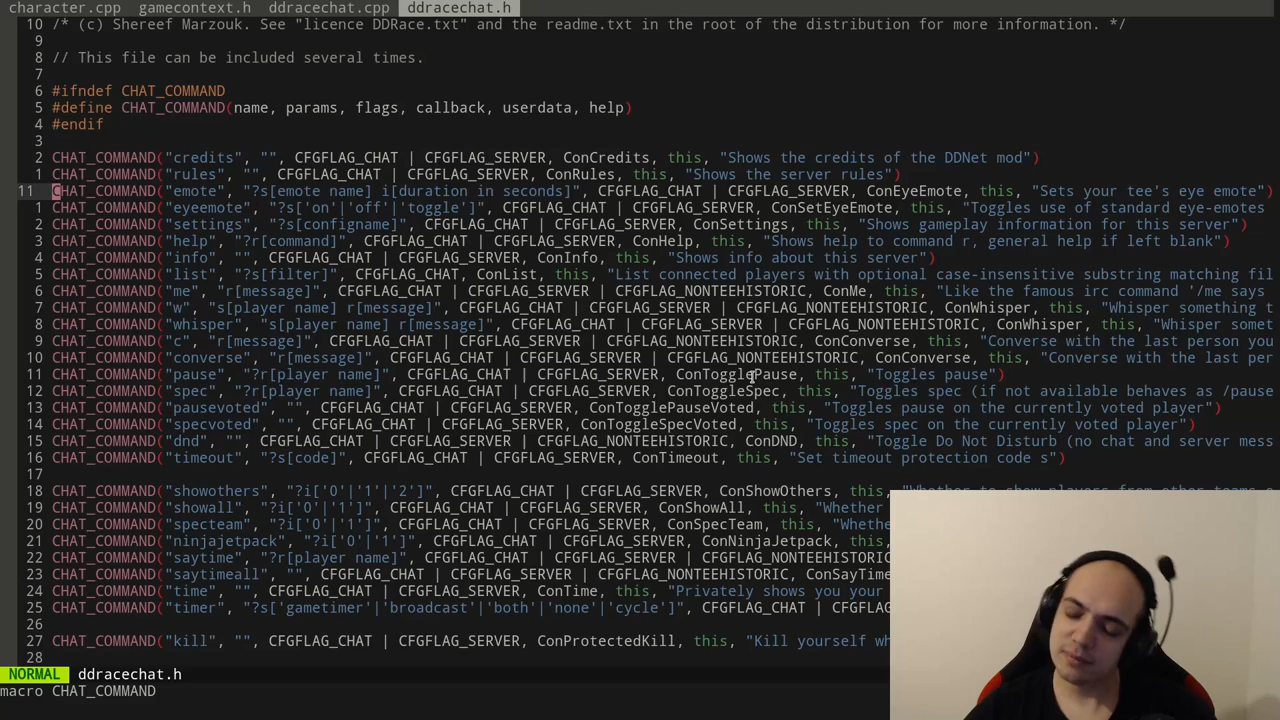 character.cpp gamecontext.h ddracechat.cpp ddracechat.h
10 /* (c) Shereef Marzouk. See "licence DDRace.txt" and the readme.txt in the root of the distribution for more information. */
9
8 // This file can be included several times.
7
6 #ifndef CHAT_COMMAND
5 #define CHAT_COMMAND(name, params, flags, callback, userdata, help)
4 #endif
3
2 CHAT_COMMAND("credits", "", CFGFLAG_CHAT | CFGFLAG_SERVER, ConCredits, this, "Shows the credits of the DDNet mod")
1 CHAT_COMMAND("rules", "", CFGFLAG_CHAT | CFGFLAG_SERVER, ConRules, this, "Shows the server rules")
11 CHAT_COMMAND("emote", "?s[emote name] i[duration in seconds]", CFGFLAG_CHAT | CFGFLAG_SERVER, ConEyeEmote, this, "Sets your tee's eye emote")
1 CHAT_COMMAND("eyeemote", "?s['on'|'off'|'toggle']", CFGFLAG_CHAT | CFGFLAG_SERVER, ConSetEyeEmote, this, "Toggles use of standard eye-emotes
2 CHAT_COMMAND("settings", "?s[configname]", CFGFLAG_CHAT | CFGFLAG_SERVER, ConSettings, this, "Shows gameplay information for this server")
3 CHAT_COMMAND("help", "?r[command]", CFGFLAG_CHAT | CFGFLAG_SERVER, ConHelp, this, "Shows help to command r, general help if left blank")
4 CHAT_COMMAND("info", "", CFGFLAG_CHAT | CFGFLAG_SERVER, ConInfo, this, "Shows info about this server")
5 CHAT_COMMAND("list", "?s[filter]", CFGFLAG_CHAT, ConList, this, "List connected players with optional case-insensitive substring matching fil
6 CHAT_COMMAND("me", "r[message]", CFGFLAG_CHAT | CFGFLAG_SERVER | CFGFLAG_NONTEEHISTORIC, ConMe, this, "Like the famous irc command '/me says
7 CHAT_COMMAND("w", "s[player name] r[message]", CFGFLAG_CHAT | CFGFLAG_SERVER | CFGFLAG_NONTEEHISTORIC, ConWhisper, this, "Whisper something t
8 CHAT_COMMAND("whisper", "s[player name] r[message]", CFGFLAG_CHAT | CFGFLAG_SERVER | CFGFLAG_NONTEEHISTORIC, ConWhisper, this, "Whisper somet
9 CHAT_COMMAND("c", "r[message]", CFGFLAG_CHAT | CFGFLAG_SERVER | CFGFLAG_NONTEEHISTORIC, ConConverse, this, "Converse with the last person you
10 CHAT_COMMAND("converse", "r[message]", CFGFLAG_CHAT | CFGFLAG_SERVER | CFGFLAG_NONTEEHISTORIC, ConConverse, this, "Converse with the last per
11 CHAT_COMMAND("pause", "?r[player name]", CFGFLAG_CHAT | CFGFLAG_SERVER, ConTogglePause, this, "Toggles pause")
12 CHAT_COMMAND("spec", "?r[player name]", CFGFLAG_CHAT | CFGFLAG_SERVER, ConToggleSpec, this, "Toggles spec (if not available behaves as /pause
13 CHAT_COMMAND("pausevoted", "", CFGFLAG_CHAT | CFGFLAG_SERVER, ConTogglePauseVoted, this, "Toggles pause on the currently voted player")
14 CHAT_COMMAND("specvoted", "", CFGFLAG_CHAT | CFGFLAG_SERVER, ConToggleSpecVoted, this, "Toggles spec on the currently voted player")
15 CHAT_COMMAND("dnd", "", CFGFLAG_CHAT | CFGFLAG_SERVER | CFGFLAG_NONTEEHISTORIC, ConDND, this, "Toggle Do Not Disturb (no chat and server mess
16 CHAT_COMMAND("timeout", "?s[code]", CFGFLAG_CHAT | CFGFLAG_SERVER, ConTimeout, this, "Set timeout protection code s")
17
18 CHAT_COMMAND("showothers", "?i['0'|'1'|'2']", CFGFLAG_CHAT | CFGFLAG_SERVER, ConShowOthers, this, "Whether to show players from other teams
19 CHAT_COMMAND("showall", "?i['0'|'1']", CFGFLAG_CHAT | CFGFLAG_SERVER, ConShowAll, this, "Whether
20 CHAT_COMMAND("specteam", "?i['0'|'1']", CFGFLAG_CHAT | CFGFLAG_SERVER, ConSpecTeam, this, "Wheth
21 CHAT_COMMAND("ninjajetpack", "?i['0'|'1']", CFGFLAG_CHAT | CFGFLAG_SERVER, ConNinjaJetpack, this,
22 CHAT_COMMAND("saytime", "?r[player name]", CFGFLAG_CHAT | CFGFLAG_SERVER | CFGFLAG_NONTEEHISTORI
23 CHAT_COMMAND("saytimeall", "", CFGFLAG_CHAT | CFGFLAG_SERVER | CFGFLAG_NONTEEHISTORIC, ConSayTime
24 CHAT_COMMAND("time", "", CFGFLAG_CHAT | CFGFLAG_SERVER, ConTime, this, "Privately shows you your
25 CHAT_COMMAND("timer", "?s['gametimer'|'broadcast'|'both'|'none'|'cycle']", CFGFLAG_CHAT | CFGFLA
26
27 CHAT_COMMAND("kill", "", CFGFLAG_CHAT | CFGFLAG_SERVER, ConProtectedKill, this, "Kill yourself wh
28
NORMAL ddracechat.h
macro CHAT_COMMAND